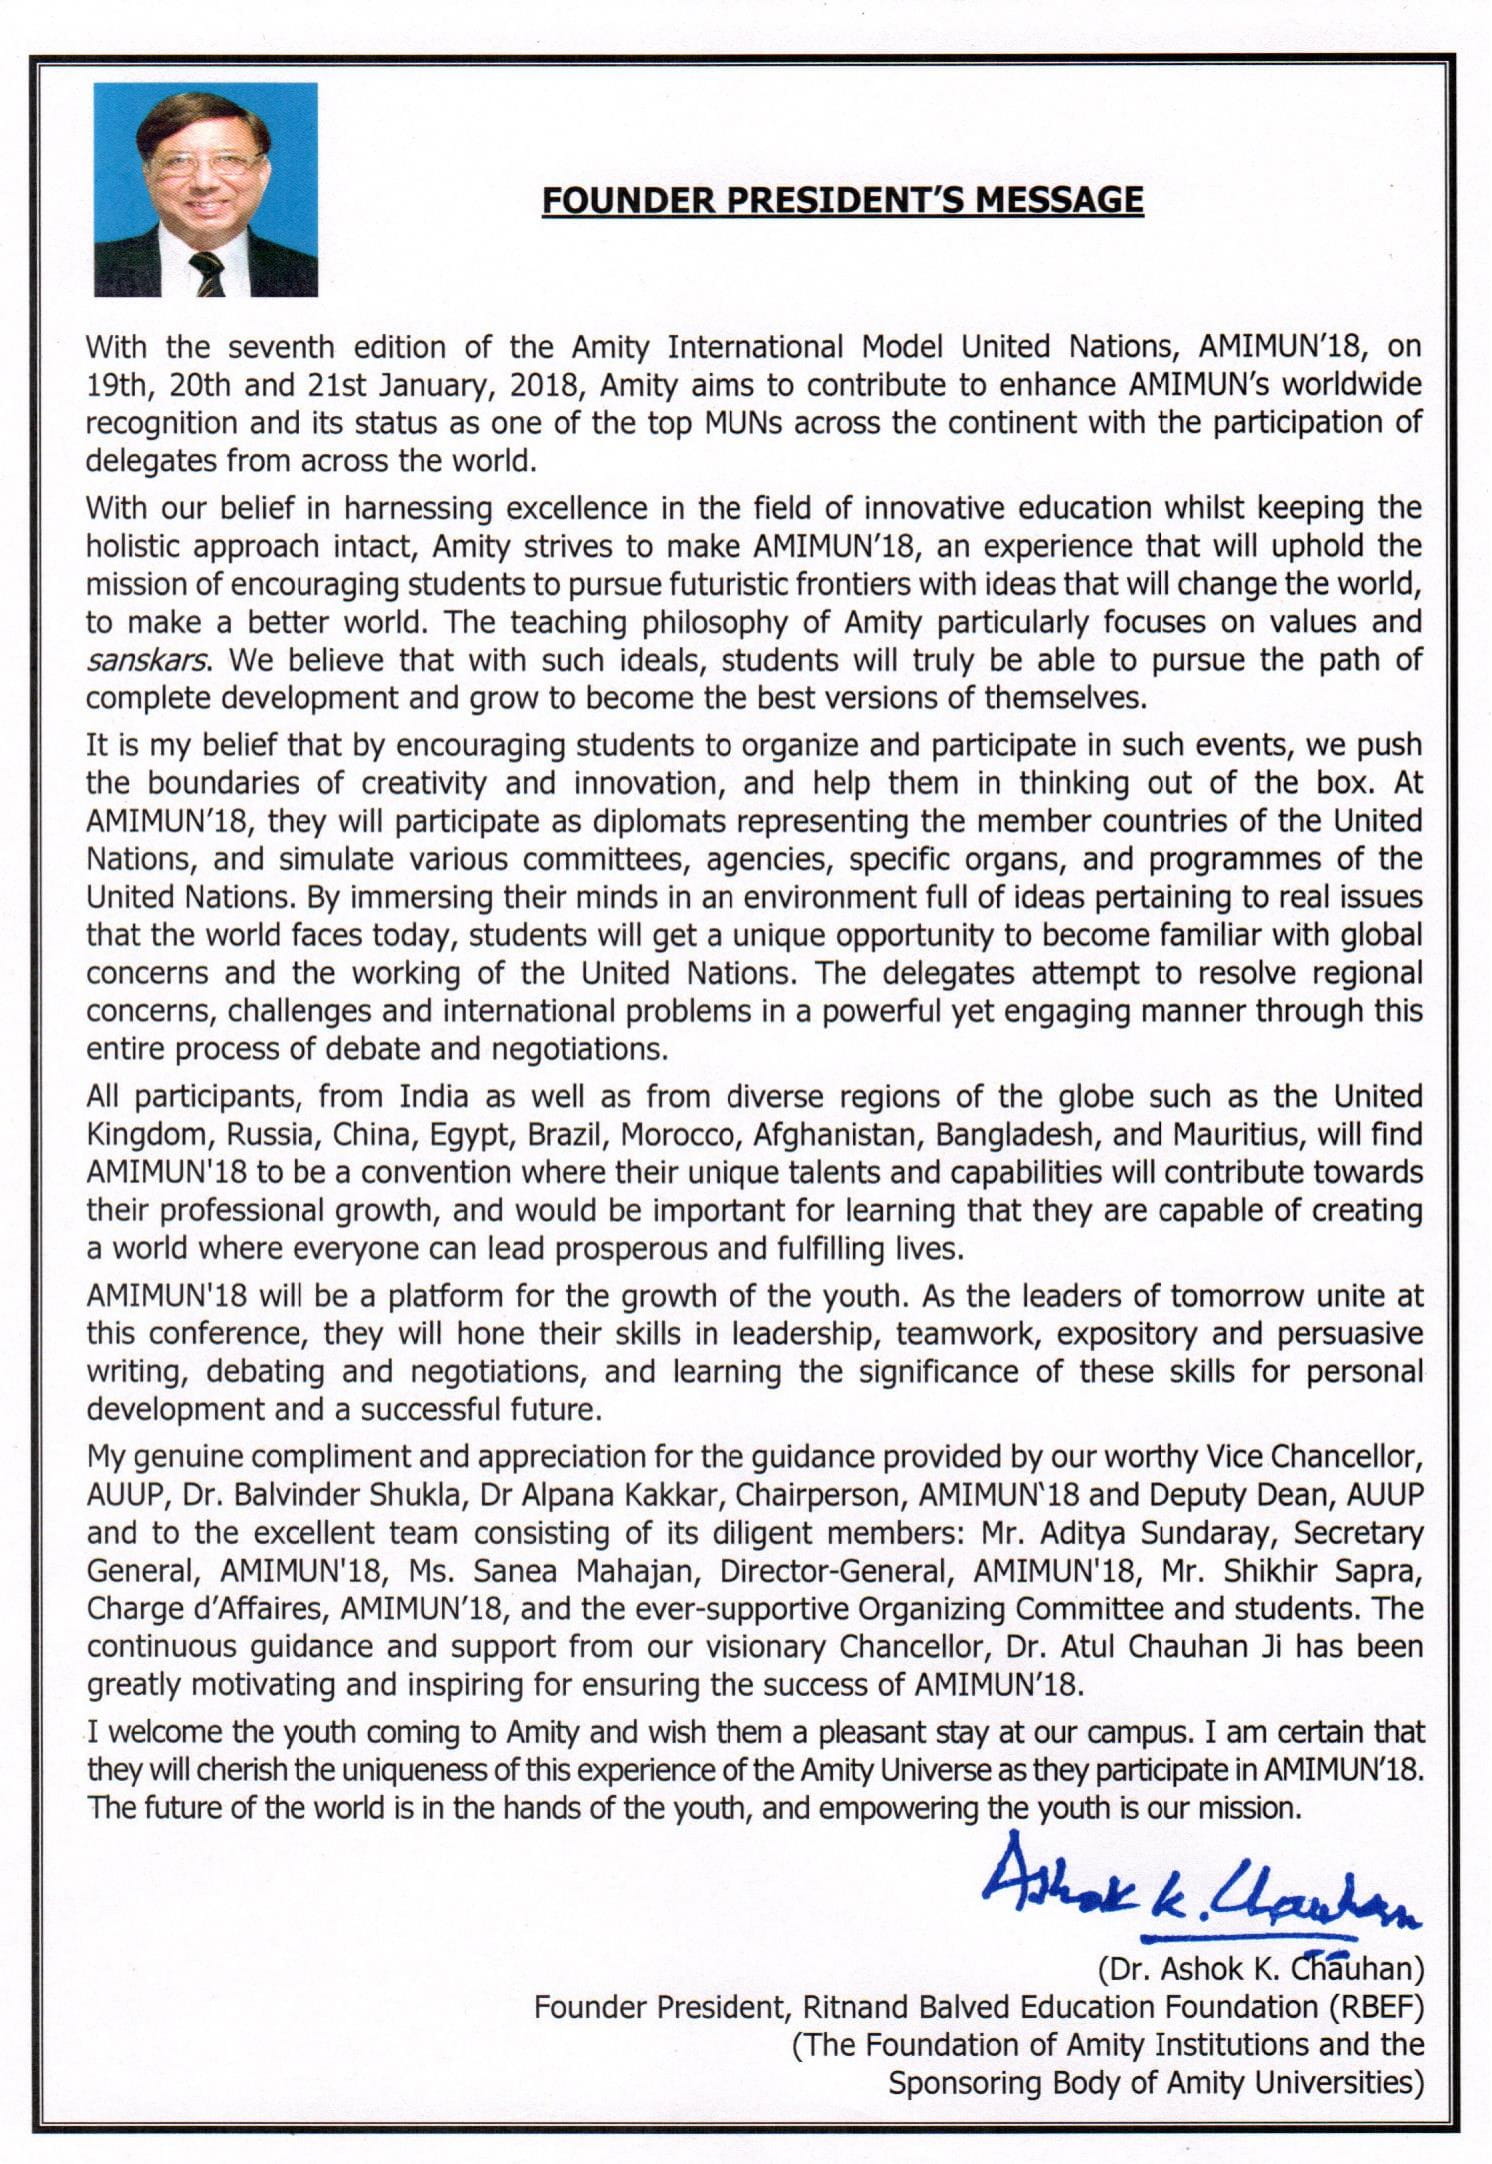 FOUNDER PRESIDENT'S MESSAGE
With the seventh edition of the Amity International Model United Nations, AMIMUN'18, on
19th, 20th and 21st January, 2018, Amity aims to contribute to enhance AMIMUN's worldwide
recognition and its status as one of the top MUNs across the continent with the participation of
delegates from across the world.
With our belief in harnessing excellence in the field of innovative education whilst keeping the
holistic approach intact, Amity strives to make AMIMUN'18, an experience that will uphold the
mission of encouraging students to pursue futuristic frontiers with ideas that will change the world,
to make a better world. The teaching philosophy of Amity particularly focuses on values and
sanskars. We believe that with such ideals, students will truly be able to pursue the path of
complete development and grow to become the best versions of themselves.
It is my belief that by encouraging students to organize and participate in such events, we push
the boundaries of creativity and innovation, and help them in thinking out of the box. At
AMIMUN'18, they will participate as diplomats representing the member countries of the United
Nations, and simulate various committees, agencies, specific organs, and programmes of the
United Nations. By immersing their minds in an environment full of ideas pertaining to real issues
that the world faces today, students will get a unique opportunity to become familiar with global
concerns and the working of the United Nations. The delegates attempt to resolve regional
concerns, challenges and international problems in a powerful yet engaging manner through this
entire process of debate and negotiations.
All participants, from India as well as from diverse regions of the globe such as the United
Kingdom, Russia, China, Egypt, Brazil, Morocco, Afghanistan, Bangladesh, and Mauritius, will find
AMIMUN'18 to be a convention where their unique talents and capabilities will contribute towards
their professional growth, and would be important for learning that they are capable of creating
a world where everyone can lead prosperous and fulfilling lives.
AMIMUN'18 will be a platform for the growth of the youth. As the leaders of tomorrow unite at
this conference, they will hone their skills in leadership, teamwork, expository and persuasive
writing, debating and negotiations, and learning the significance of these skills for personal
development and a successful future.
My genuine compliment and appreciation for the guidance provided by our worthy Vice Chancellor,
AUUP, Dr. Balvinder Shukla, Dr Alpana Kakkar, Chairperson, AMIMUN‵18 and Deputy Dean, AUUP
and to the excellent team consisting of its diligent members: Mr. Aditya Sundaray, Secretary
General, AMIMUN'18, Ms. Sanea Mahajan, Director-General, AMIMUN'18, Mr. Shikhir Sapra,
Charge d'Affaires, AMIMUN'18, and the ever-supportive Organizing Committee and students. The
continuous guidance and support from our visionary Chancellor, Dr. Atul Chauhan Ji has been
greatly motivating and inspiring for ensuring the success of AMIMUN'18.
I welcome the youth coming to Amity and wish them a pleasant stay at our campus. I am certain that
they will cherish the uniqueness of this experience of the Amity Universe as they participate in AMIMUN'18.
The future of the world is in the hands of the youth, and empowering the youth is our mission.
Ashok K. Chauhan
(Dr. Ashok K. Chauhan)
Founder President, Ritnand Balved Education Foundation (RBEF)
(The Foundation of Amity Institutions and the
Sponsoring Body of Amity Universities)